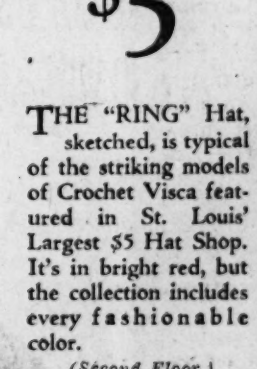 $5
THE "RING" Hat,
sketched, is typical
of the striking models
of Crochet Visca feat-
ured in St. Louis'
Largest $5 Hat Shop.
It's in bright red, but
the collection includes
every fashionable
color.
(Second Floor.)